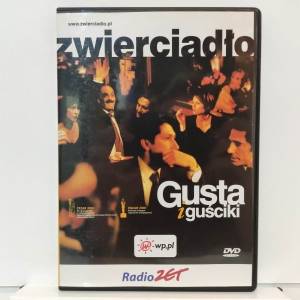 www.zwierciadlo.pl
zwierciadło
Gusta
i guściki
wp.pl
DVD
Radio ZET